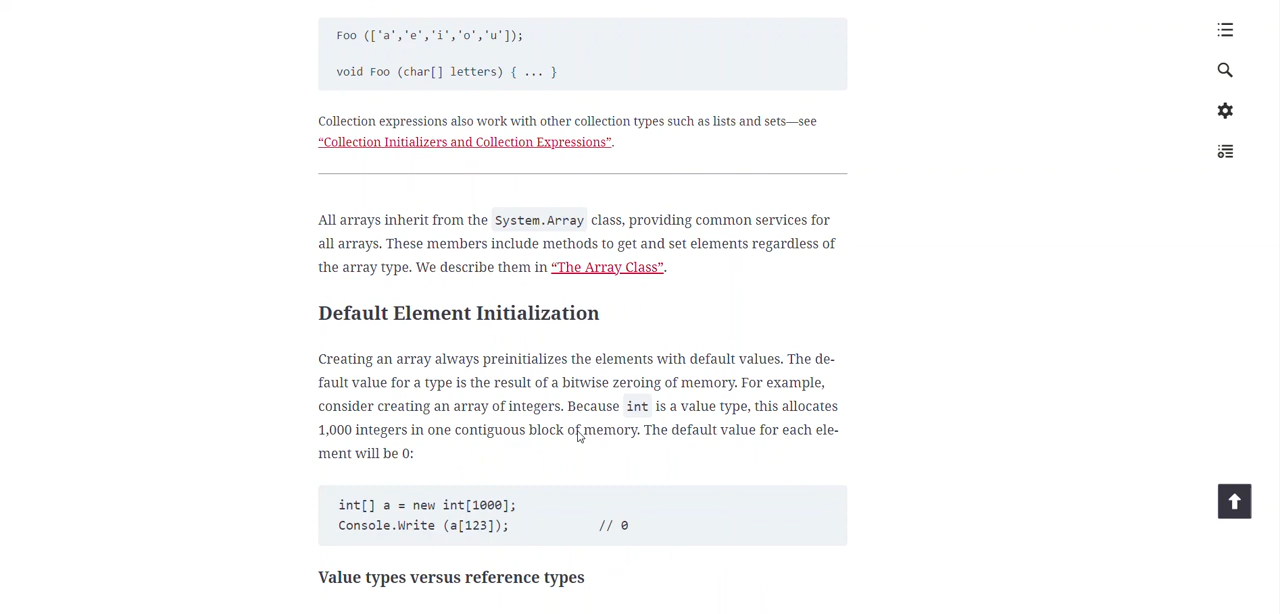 Foo (['a','e','i','o','u']);
void Foo (char[] letters) { ... }
Collection expressions also work with other collection types such as lists and sets—see
“Collection Initializers and Collection Expressions”.
All arrays inherit from the System.Array class, providing common services for
all arrays. These members include methods to get and set elements regardless of
the array type. We describe them in “The Array Class”.
Default Element Initialization
Creating an array always preinitializes the elements with default values. The de-
fault value for a type is the result of a bitwise zeroing of memory. For example,
consider creating an array of integers. Because int is a value type, this allocates
1,000 integers in one contiguous block of memory. The default value for each ele-
ment will be 0:
int[] a = new int[1000];
Console.Write (a[123]); // 0
Value types versus reference types